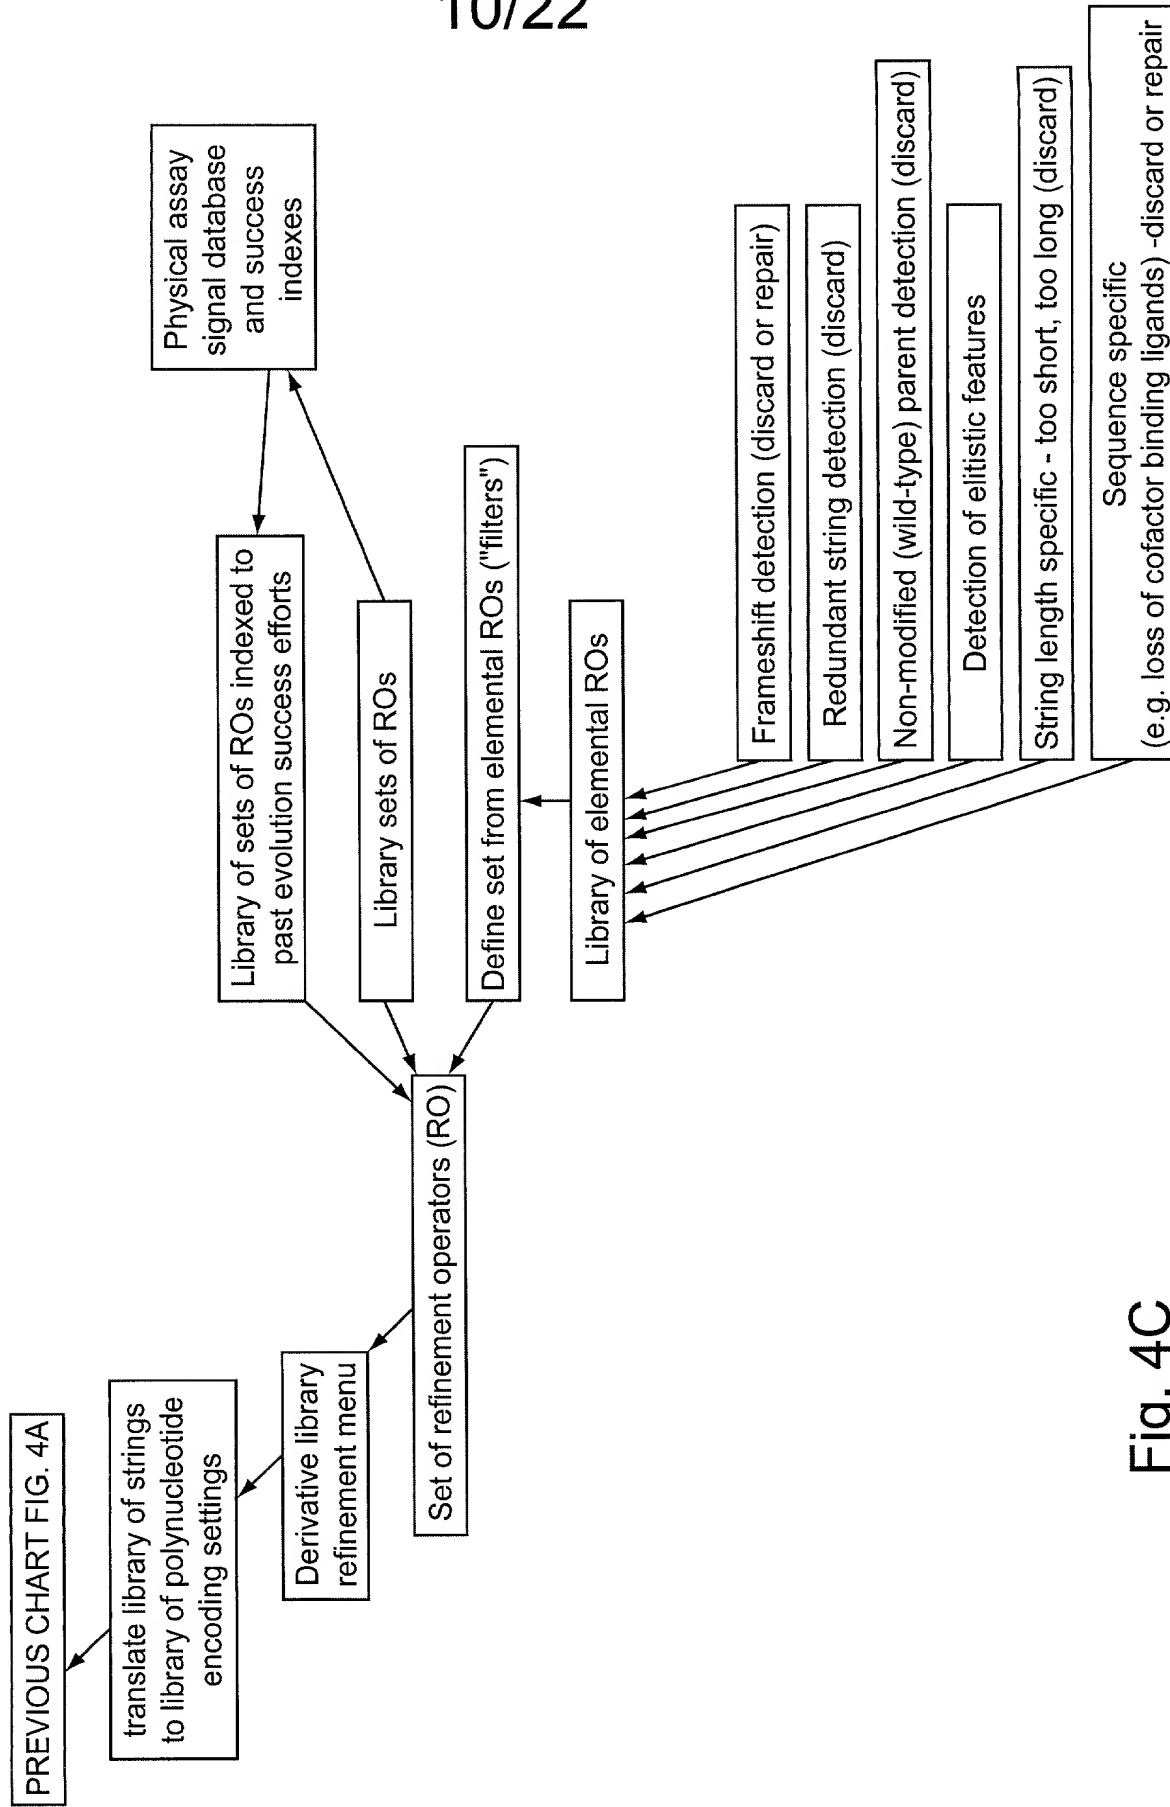 10/22
PREVIOUS CHART FIG. 4A
translate library of strings
to library of polynucleotide
encoding settings
Derivative library
refinement menu
Set of refinement operators (RO)
Library of sets of ROs indexed to
past evolution success efforts
Library sets of ROs
Define set from elemental ROs ("filters")
Library of elemental ROs
Physical assay
signal database
and success
indexes
Frameshift detection (discard or repair)
Redundant string detection (discard)
Non-modified (wild-type) parent detection (discard)
Detection of elitistic features
String length specific - too short, too long (discard)
Sequence specific
(e.g. loss of cofactor binding ligands) -discard or repair
Fig. 4C